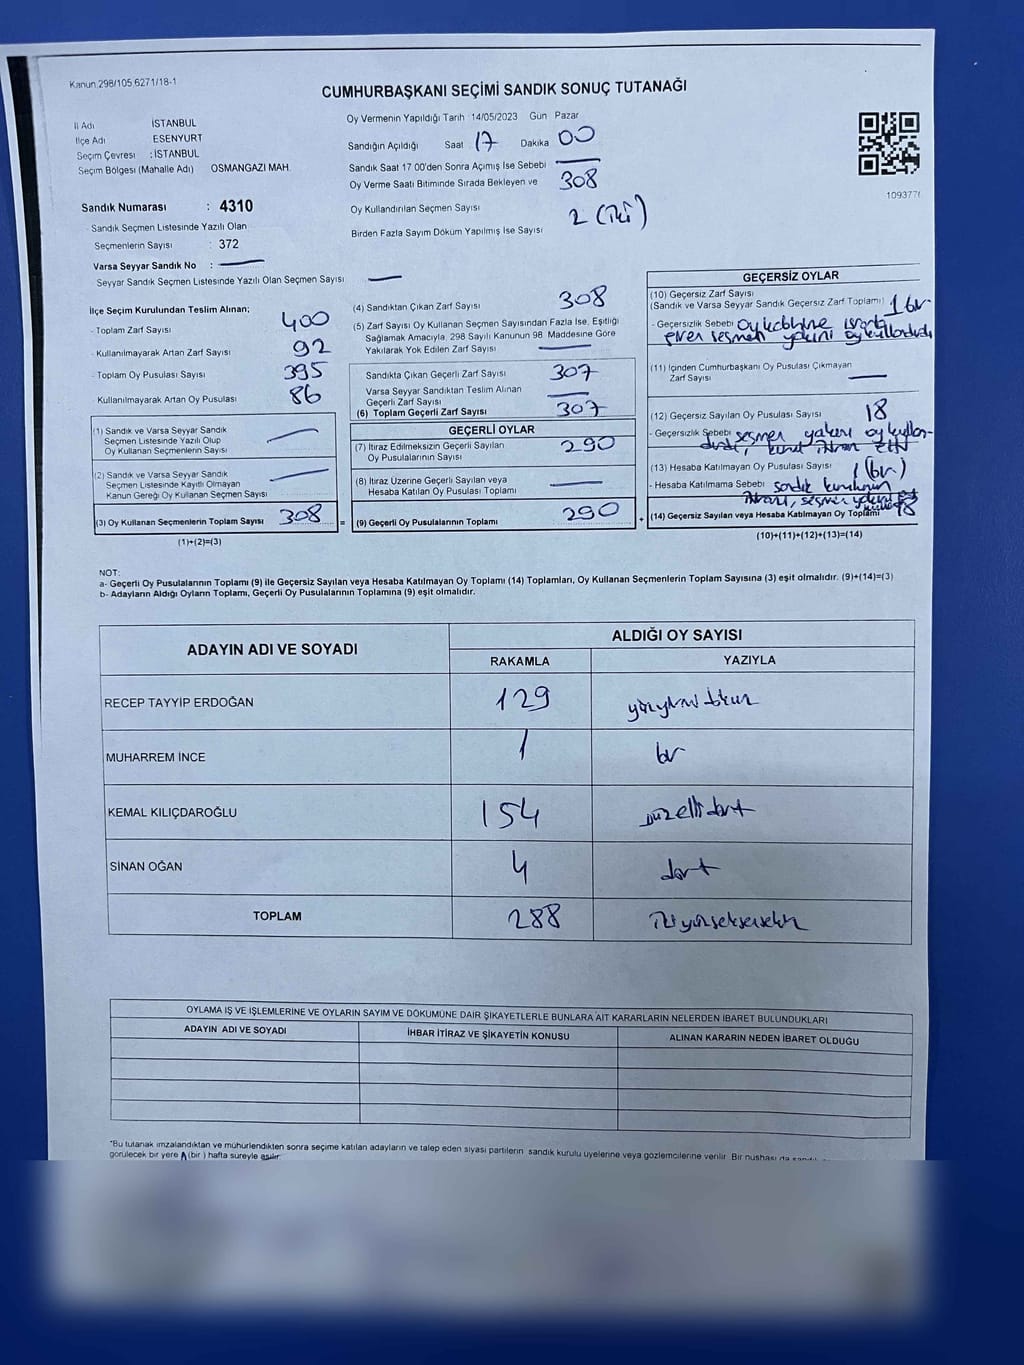 Kanun 298/105 6271/18-1
CUMHURBAŞKANI SEÇİMİ SANDIK SONUÇ TUTANAĞI
İl Adı İSTANBUL
İlçe Adı ESENYURT
Seçim Çevresi : İSTANBUL
Seçim Bölgesi (Mahalle Adı) OSMANGAZI MAH.
Sandık Numarası : 4310
- Sandık Seçmen Listesinde Yazılı Olan
Seçmenlerin Sayısı : 372
Varsa Seyyar Sandık No :
Seyyar Sandık Seçmen Listesinde Yazılı Olan Seçmen Sayısı
Oy Vermenin Yapıldığı Tarih 14/05/2023 Gün Pazar
Sandığın Açıldığı Saat 17 Dakika 00
Sandık Saat 17 00'den Sonra Açımış İse Sebebi
Oy Verme Saati Bitiminde Sırada Bekleyen ve 308
Oy Kullandırılan Seçmen Sayısı
Birden Fazla Sayım Döküm Yapılmış İse Sayısı 2 (iki)
1093776
İlçe Seçim Kurulundan Teslim Alınan;
- Toplam Zarf Sayısı 400
- Kullanılmayarak Artan Zarf Sayısı 92
- Toplam Oy Pusulası Sayısı 395
- Kullanılmayarak Artan Oy Pusulası 86
(1) Sandık ve Varsa Seyyar Sandık
Seçmen Listesinde Yazılı Olup
Oy Kullanan Seçmenlerin Sayısı
(2) Sandık ve Varsa Seyyar Sandık
Seçmen Listesinde Kayıtlı Olmayan
Kanun Gereği Oy Kullanan Seçmen Sayısı
(3) Oy Kullanan Seçmenlerin Toplam Sayısı 308 =
(1)+(2)=(3)
(4) Sandıktan Çıkan Zarf Sayısı 308
(5) Zarf Sayısı Oy Kullanan Seçmen Sayısından Fazla İse, Eşitliği
Sağlamak Amacıyla, 298 Sayılı Kanunun 98. Maddesine Göre
Yakılarak Yok Edilen Zarf Sayısı
Sandıkta Çıkan Geçerli Zarf Sayısı 307
Varsa Seyyar Sandıktan Teslim Alınan
Geçerli Zarf Sayısı
(6) Toplam Geçerli Zarf Sayısı 307
GEÇERLİ OYLAR
(7) İtiraz Edilmeksizin Geçerli Sayılan 290
Oy Pusulalarının Sayısı
(8) İtiraz Üzerine Geçerli Sayılan veya
Hesaba Katılan Oy Pusulası Toplamı
(9) Geçerli Oy Pusulalarının Toplamı 290 +
GEÇERSİZ OYLAR
(10) Geçersiz Zarf Sayısı
(Sandık ve Varsa Seyyar Sandık Geçersiz Zarf Toplamı) 1 bir
- Geçersizlik Sebebi oy kabinine ısrarla
giren seçmen yakını oy kullandırdı
(11) İçinden Cumhurbaşkanı Oy Pusulası Çıkmayan
Zarf Sayısı
(12) Geçersiz Sayılan Oy Pusulası Sayısı 18
- Geçersizlik Sebebi seçmen yakını oy kullan-
dırdı,
(13) Hesaba Katılmayan Oy Pusulası Sayısı 1 (bir)
- Hesaba Katılmama Sebebi sandık kurulunun
seçmen yakını
(14) Geçersiz Sayılan veya Hesaba Katılmayan Oy Toplamı 18
(10)+(11)+(12)+(13)=(14)
NOT:
a- Geçerli Oy Pusulalarının Toplamı (9) ile Geçersiz Sayılan veya Hesaba Katılmayan Oy Toplamı (14) Toplamları, Oy Kullanan Seçmenlerin Toplam Sayısına (3) eşit olmalıdır. (9)+(14)=(3)
b- Adayların Aldığı Oyların Toplamı, Geçerli Oy Pusulalarının Toplamına (9) eşit olmalıdır.
ADAYIN ADI VE SOYADI ALDIĞI OY SAYISI
RAKAMLA YAZIYLA
RECEP TAYYİP ERDOĞAN 129 yüzyirmidokuz
MUHARREM İNCE 1 bir
KEMAL KILIÇDAROĞLU 154 yüzellidört
SİNAN OĞAN 4 dört
TOPLAM 288 ikiyüzseksensekiz
OYLAMA İŞ VE İŞLEMLERİNE VE OYLARIN SAYIM VE DÖKÜMÜNE DAİR ŞİKAYETLERLE BUNLARA AİT KARARLARIN NELERDEN İBARET BULUNDUKLARI
ADAYIN ADI VE SOYADI İHBAR İTİRAZ VE ŞİKAYETİN KONUSU ALINAN KARARIN NEDEN İBARET OLDUĞU
*Bu tutanak imzalandıktan ve mühürlendikten sonra seçime katılan adayların ve talep eden siyasi partilerin sandık kurulu üyelerine veya gözlemcilerine verilir. Bir nüshası da
görülecek bir yere 1 (bir) hafta süreyle asılır.